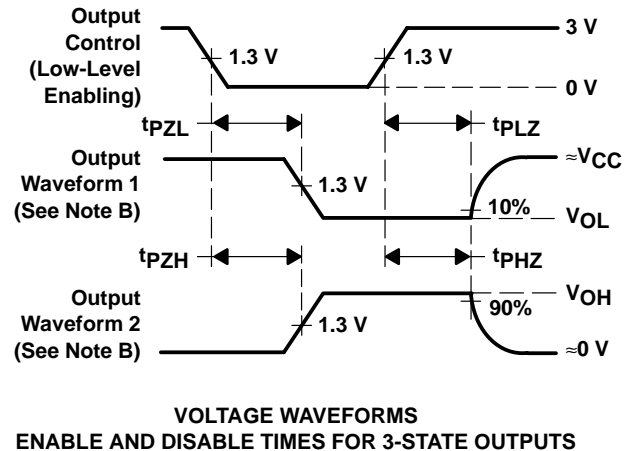 Output
Control
(Low-Level
Enabling)
1.3 V
1.3 V
3 V
0 V
tPZL
tPLZ
Output
Waveform 1
(See Note B)
1.3 V
≈VCC
10%
VOL
tPZH
tPHZ
Output
Waveform 2
(See Note B)
1.3 V
VOH
90%
≈0 V
VOLTAGE WAVEFORMS
ENABLE AND DISABLE TIMES FOR 3-STATE OUTPUTS